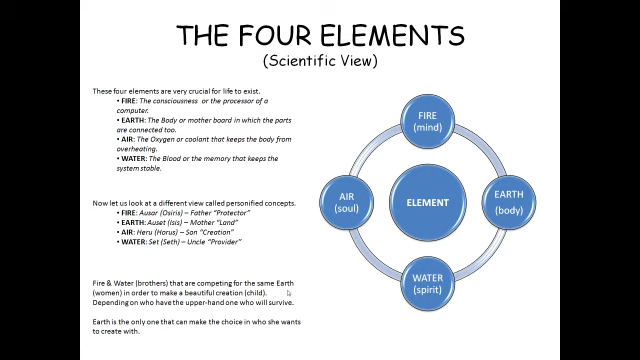 THE FOUR ELEMENTS
(Scientific View)
These four elements are very crucial for life to exist.
• FIRE: The consciousness or the processor of a
computer.
• EARTH: The Body or mother board in which the parts
are connected too.
• AIR: The Oxygen or coolant that keeps the body from
overheating.
• WATER: The Blood or the memory that keeps the
system stable.
Now let us look at a different view called personified concepts.
• FIRE: Ausar (Osiris) – Father "Protector"
• EARTH: Auset (Isis) – Mother "Land"
• AIR: Heru (Horus) – Son "Creation"
• WATER: Set (Seth) – Uncle "Provider"
Fire & Water (brothers) that are competing for the same Earth
(women) in order to make a beautiful creation (child).
Depending on who have the upper-hand one who will survive.
Earth is the only one that can make the choice in who she wants
to create with.
FIRE
(mind)
AIR
(soul)
ELEMENT
EARTH
(body)
WATER
(spirit)